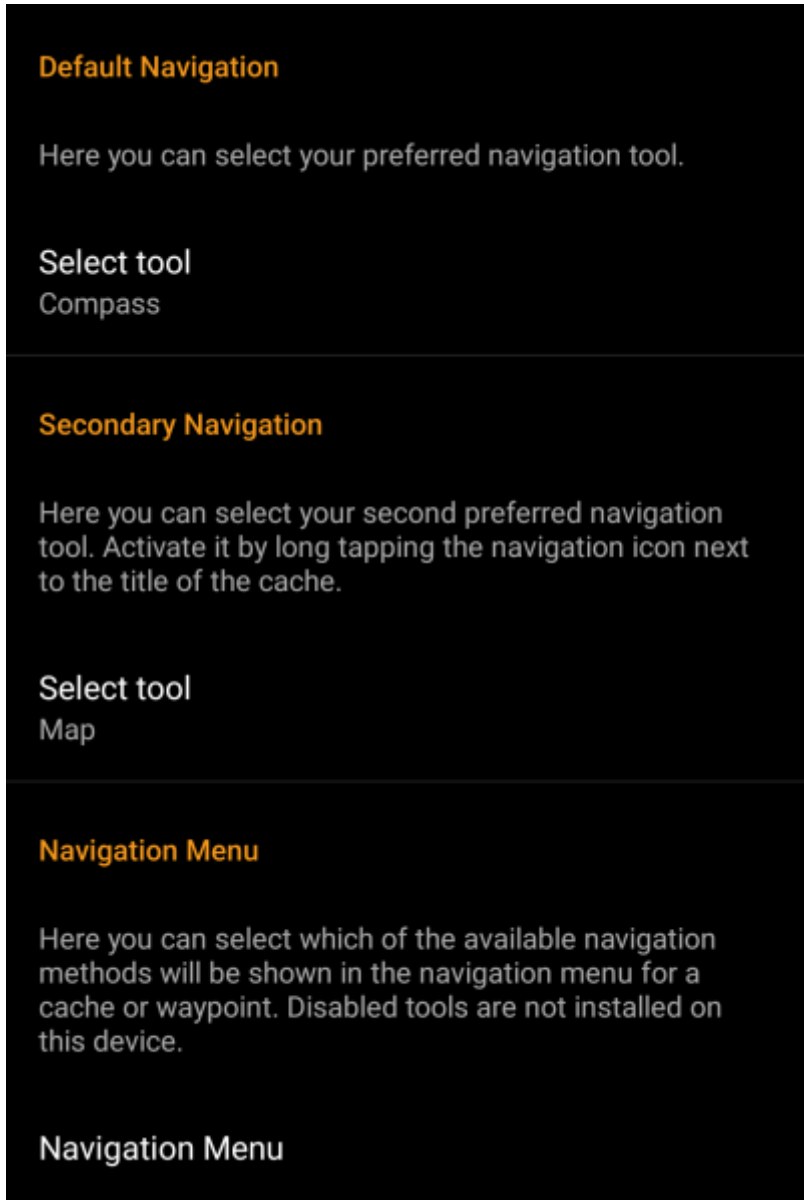 Default Navigation
Here you can select your preferred navigation tool.
Select tool
Compass
Secondary Navigation
Here you can select your second preferred navigation
tool. Activate it by long tapping the navigation icon next
to the title of the cache.
Select tool
Map
Navigation Menu
Here you can select which of the available navigation
methods will be shown in the navigation menu for a
cache or waypoint. Disabled tools are not installed on
this device.
Navigation Menu